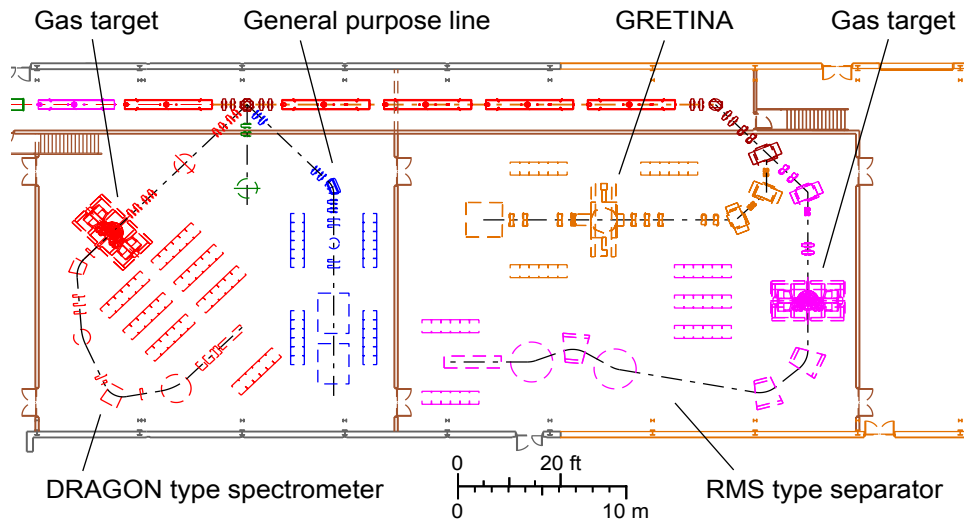 Gas target
General purpose line
GRETINA
Gas target
DRAGON type spectrometer
0 20 ft
0 10 m
RMS type separator